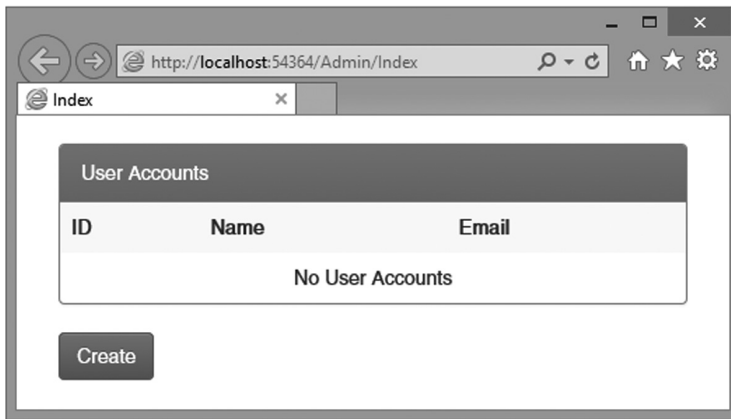 http://localhost:54364/Admin/Index
Index
User Accounts
ID Name Email
No User Accounts
Create